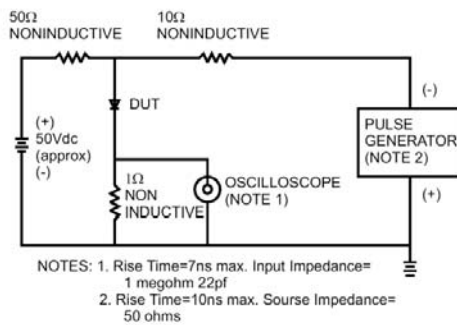 50Ω
NONINDUCTIVE
10Ω
NONINDUCTIVE
DUT
(+)
50Vdc
(approx)
(-)
1Ω
NON
INDUCTIVE
OSCILLOSCOPE
(NOTE 1)
(-)
PULSE
GENERATOR
(NOTE 2)
(+)
NOTES: 1. Rise Time=7ns max. Input Impedance=
1 megohm 22pf
2. Rise Time=10ns max. Sourse Impedance=
50 ohms